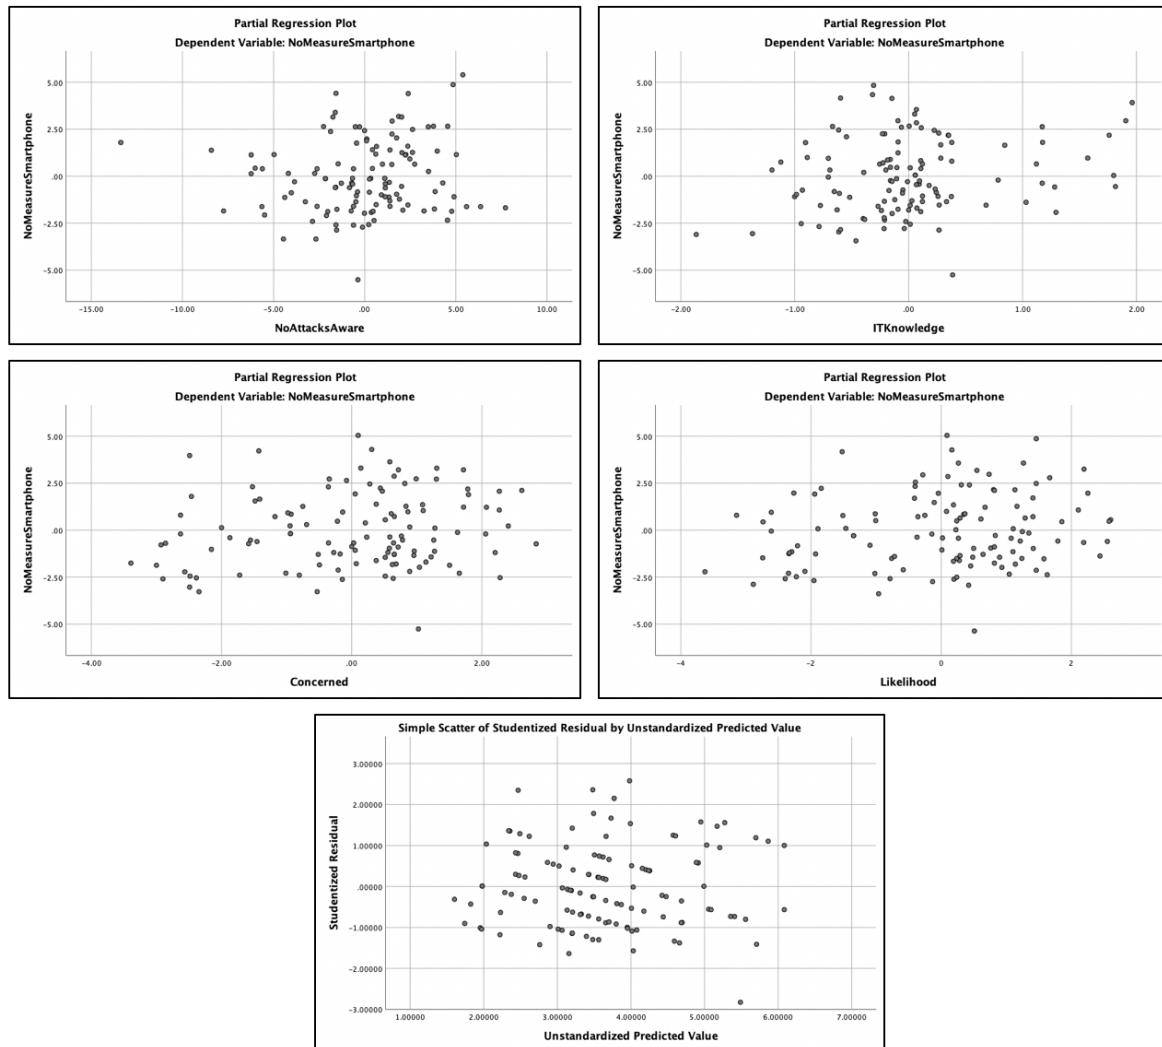 Partial Regression Plot
Dependent Variable: NoMeasureSmartphone
NoMeasureSmartphone
5.00
2.50
.00
-2.50
-5.00
-15.00 -10.00 -5.00 .00 5.00 10.00
NoAttacksAware
Partial Regression Plot
Dependent Variable: NoMeasureSmartphone
NoMeasureSmartphone
5.00
2.50
.00
-2.50
-5.00
-2.00 -1.00 .00 1.00 2.00
ITKnowledge
Partial Regression Plot
Dependent Variable: NoMeasureSmartphone
NoMeasureSmartphone
5.00
2.50
.00
-2.50
-5.00
-4.00 -2.00 .00 2.00
Concerned
Partial Regression Plot
Dependent Variable: NoMeasureSmartphone
NoMeasureSmartphone
5.00
2.50
.00
-2.50
-5.00
-4 -2 0 2
Likelihood
Simple Scatter of Studentized Residual by Unstandardized Predicted Value
Studentized Residual
3.00000
2.00000
1.00000
.00000
-1.00000
-2.00000
-3.00000
1.00000 2.00000 3.00000 4.00000 5.00000 6.00000 7.00000
Unstandardized Predicted Value